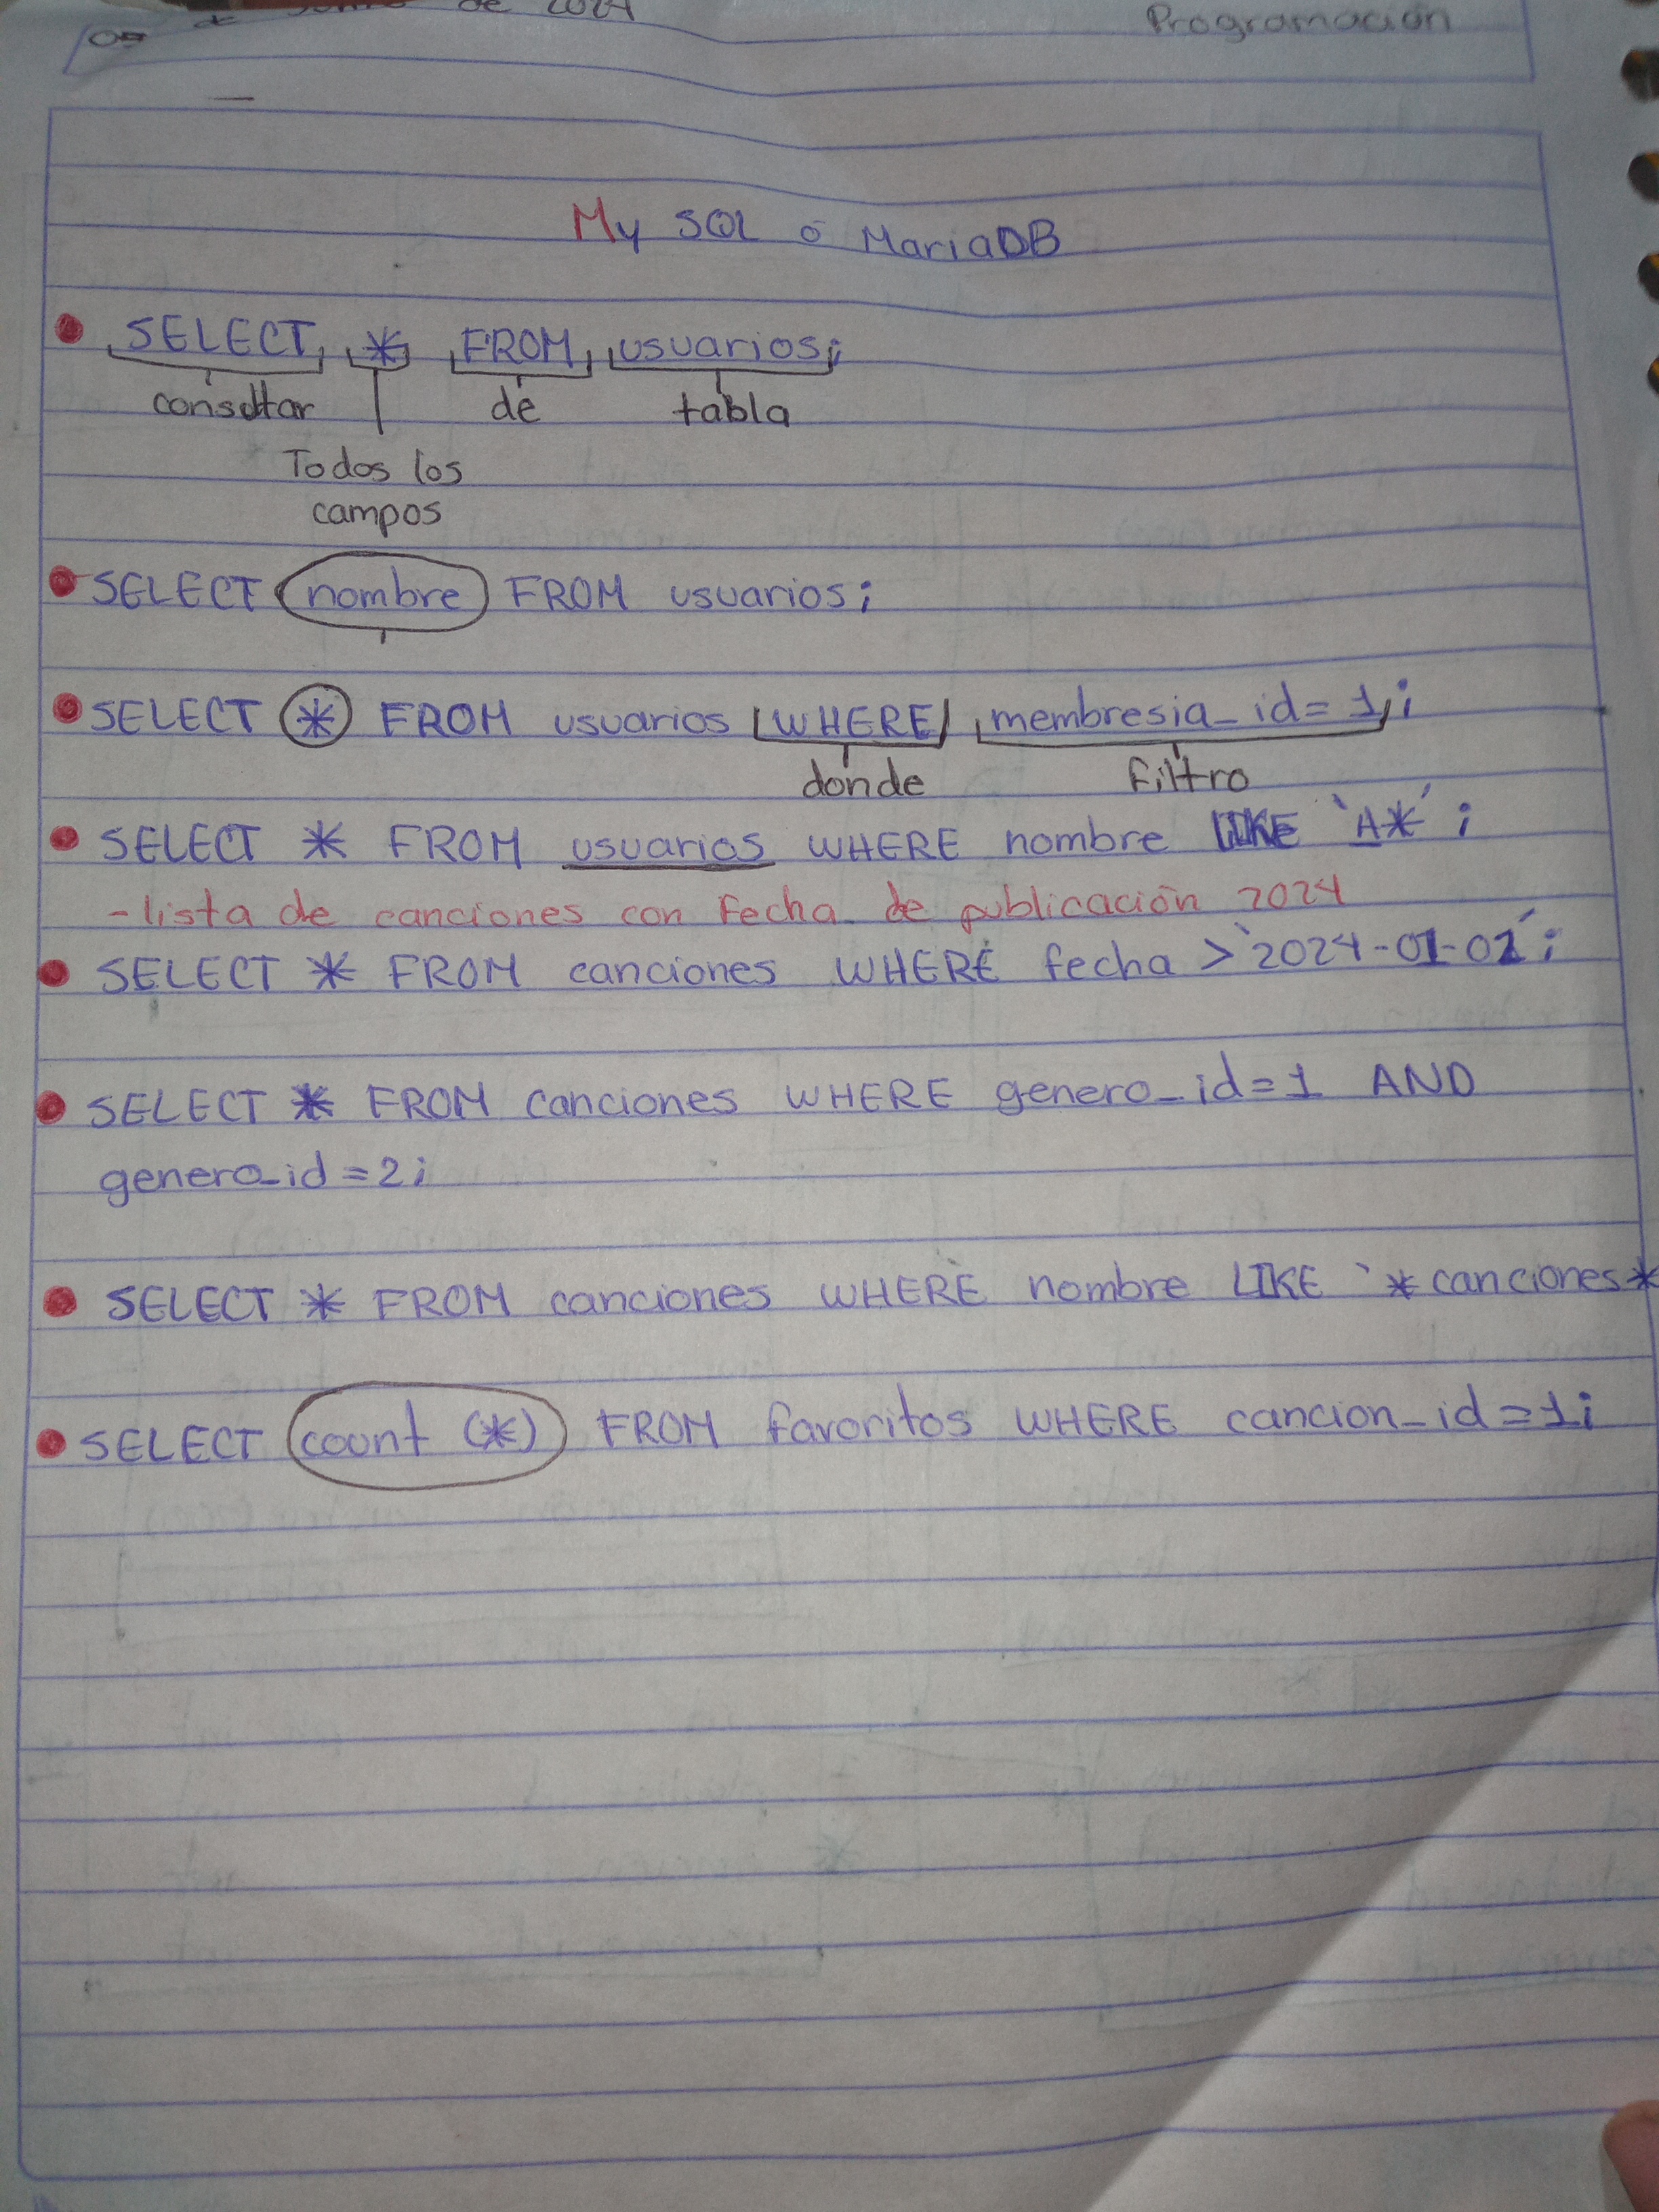 de 2024
Programación
My SQL ó MariaDB
SELECT * FROM usuarios;
consultar de tabla
Todos los
campos
SELECT nombre FROM usuarios;
SELECT * FROM usuarios WHERE membresia_id= 1;
donde Filtro
SELECT * FROM usuarios WHERE nombre LIKE 'A*';
- lista de canciones con Fecha de publicación 2024
SELECT * FROM canciones WHERE fecha > '2024-01-01';
SELECT * FROM canciones WHERE genero_id=1 AND
genero_id=2;
SELECT * FROM canciones WHERE nombre LIKE '*canciones*
SELECT count (*) FROM favoritos WHERE cancion_id=1;